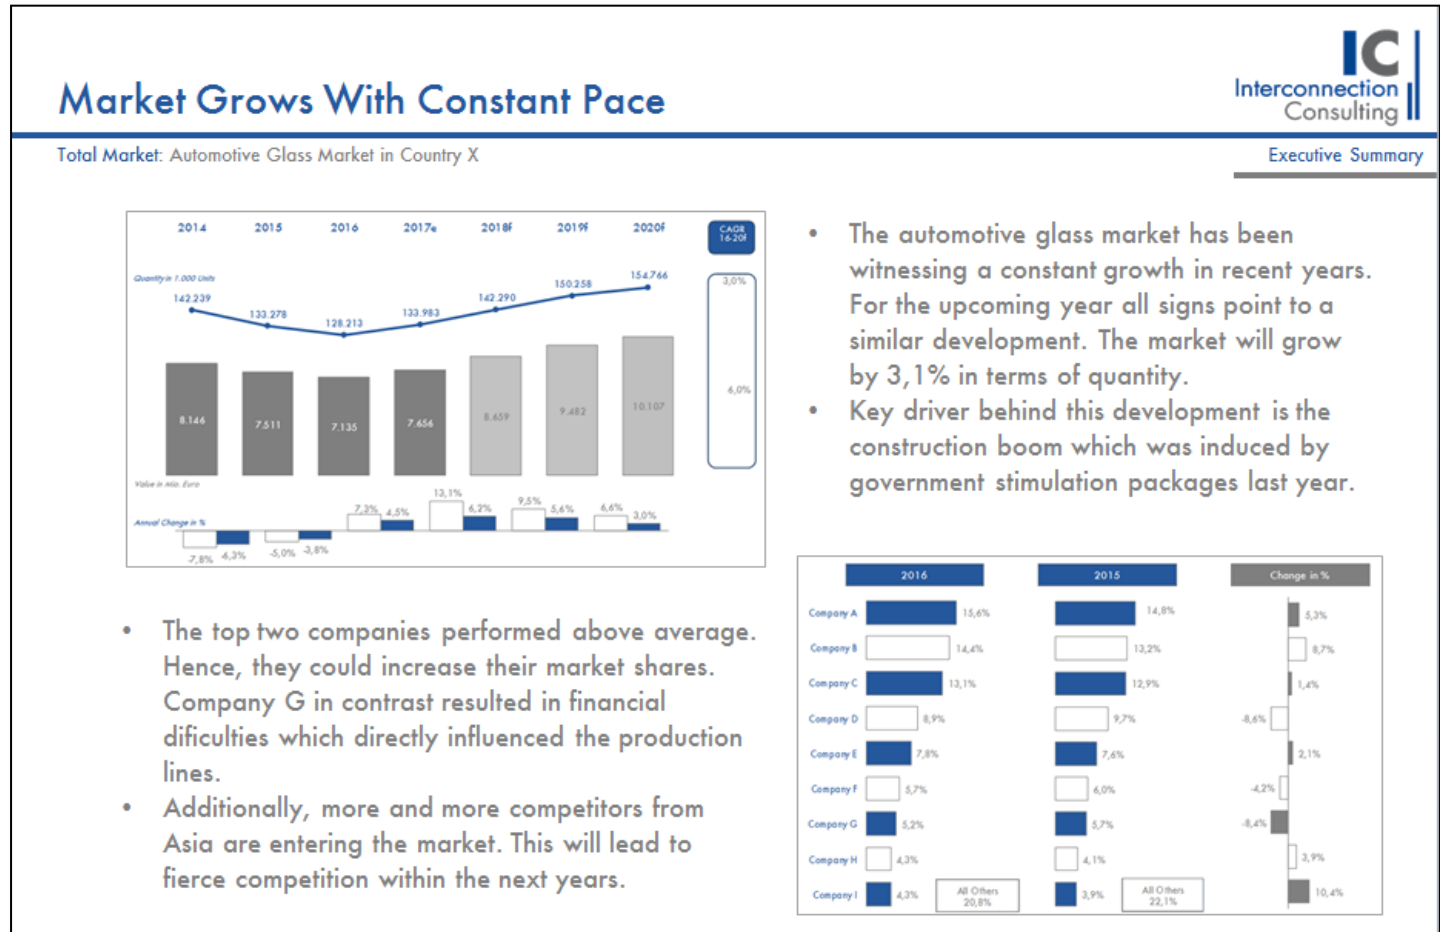 IC
Interconnection
Consulting
Market Grows With Constant Pace
Total Market: Automotive Glass Market in Country X
Executive Summary
2014 2015 2016 2017e 2018f 2019f 2020f CAGR
16-20f
Quantity in 1.000 Units
142.239 133.278 128.213 133.983 142.290 150.258 154.766 3,0%
8.146 7.511 7.135 7.656 8.659 9.482 10.107 6,0%
Value in Mio. Euro
Annual Change in %
-7,8% -6,3% -5,0% -3,8% 7,3% 4,5% 13,1% 6,2% 9,5% 5,6% 6,6% 3,0%
• The automotive glass market has been
witnessing a constant growth in recent years.
For the upcoming year all signs point to a
similar development. The market will grow
by 3,1% in terms of quantity.
• Key driver behind this development is the
construction boom which was induced by
government stimulation packages last year.
• The top two companies performed above average.
Hence, they could increase their market shares.
Company G in contrast resulted in financial
dificulties which directly influenced the production
lines.
• Additionally, more and more competitors from
Asia are entering the market. This will lead to
fierce competition within the next years.
2016 2015 Change in %
Company A 15,6% 14,8% 5,3%
Company B 14,4% 13,2% 8,7%
Company C 13,1% 12,9% 1,4%
Company D 8,9% 9,7% -8,6%
Company E 7,8% 7,6% 2,1%
Company F 5,7% 6,0% -4,2%
Company G 5,2% 5,7% -8,4%
Company H 4,3% 4,1% 3,9%
Company I 4,3% 3,9% 10,4%
All Others
20,8%
All Others
22,1%